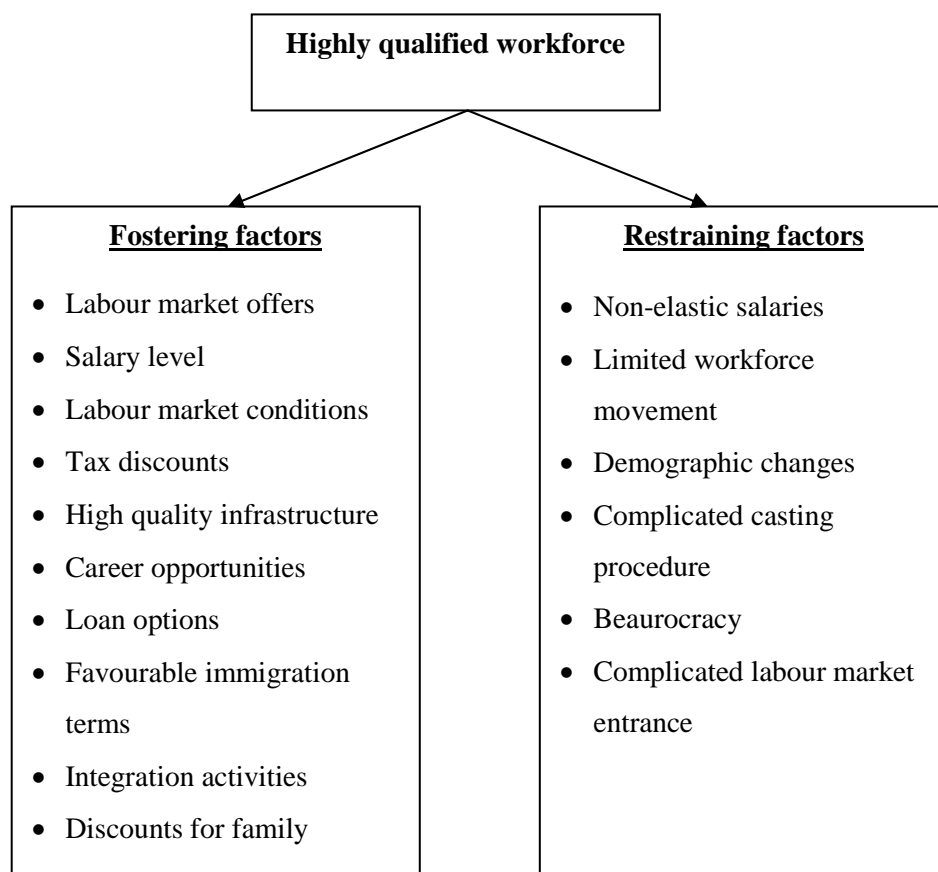 Highly qualified workforce
Fostering factors
• Labour market offers
• Salary level
• Labour market conditions
• Tax discounts
• High quality infrastructure
• Career opportunities
• Loan options
• Favourable immigration
terms
• Integration activities
• Discounts for family
Restraining factors
• Non-elastic salaries
• Limited workforce
movement
• Demographic changes
• Complicated casting
procedure
• Beaurocracy
• Complicated labour market
entrance